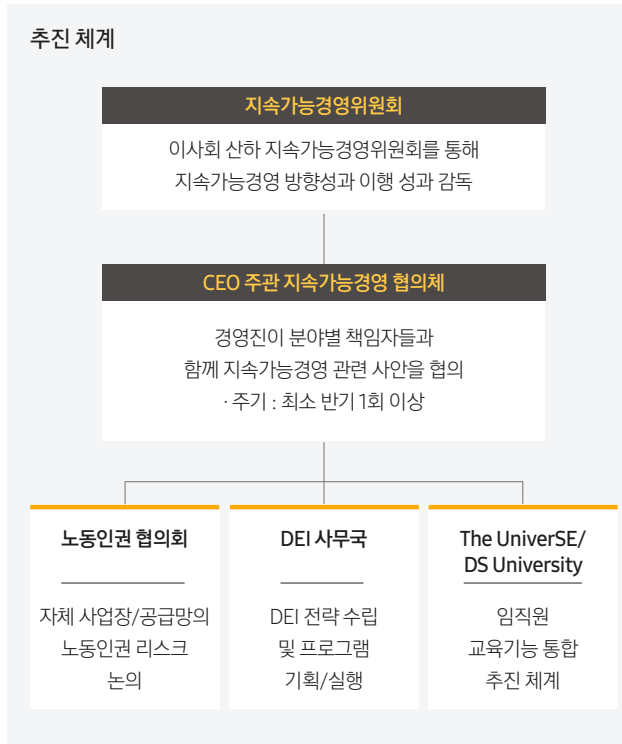 추진 체계
지속가능경영위원회
이사회 산하 지속가능경영위원회를 통해
지속가능경영 방향성과 이행 성과 감독
CEO 주관 지속가능경영 협의체
경영진이 분야별 책임자들과
함께 지속가능경영 관련 사안을 협의
· 주기 : 최소 반기 1회 이상
노동인권 협의회
자체 사업장/공급망의
노동인권 리스크
논의
DEI 사무국
DEI 전략 수립
및 프로그램
기획/실행
The UniverSE/
DS University
임직원
교육기능 통합
추진 체계